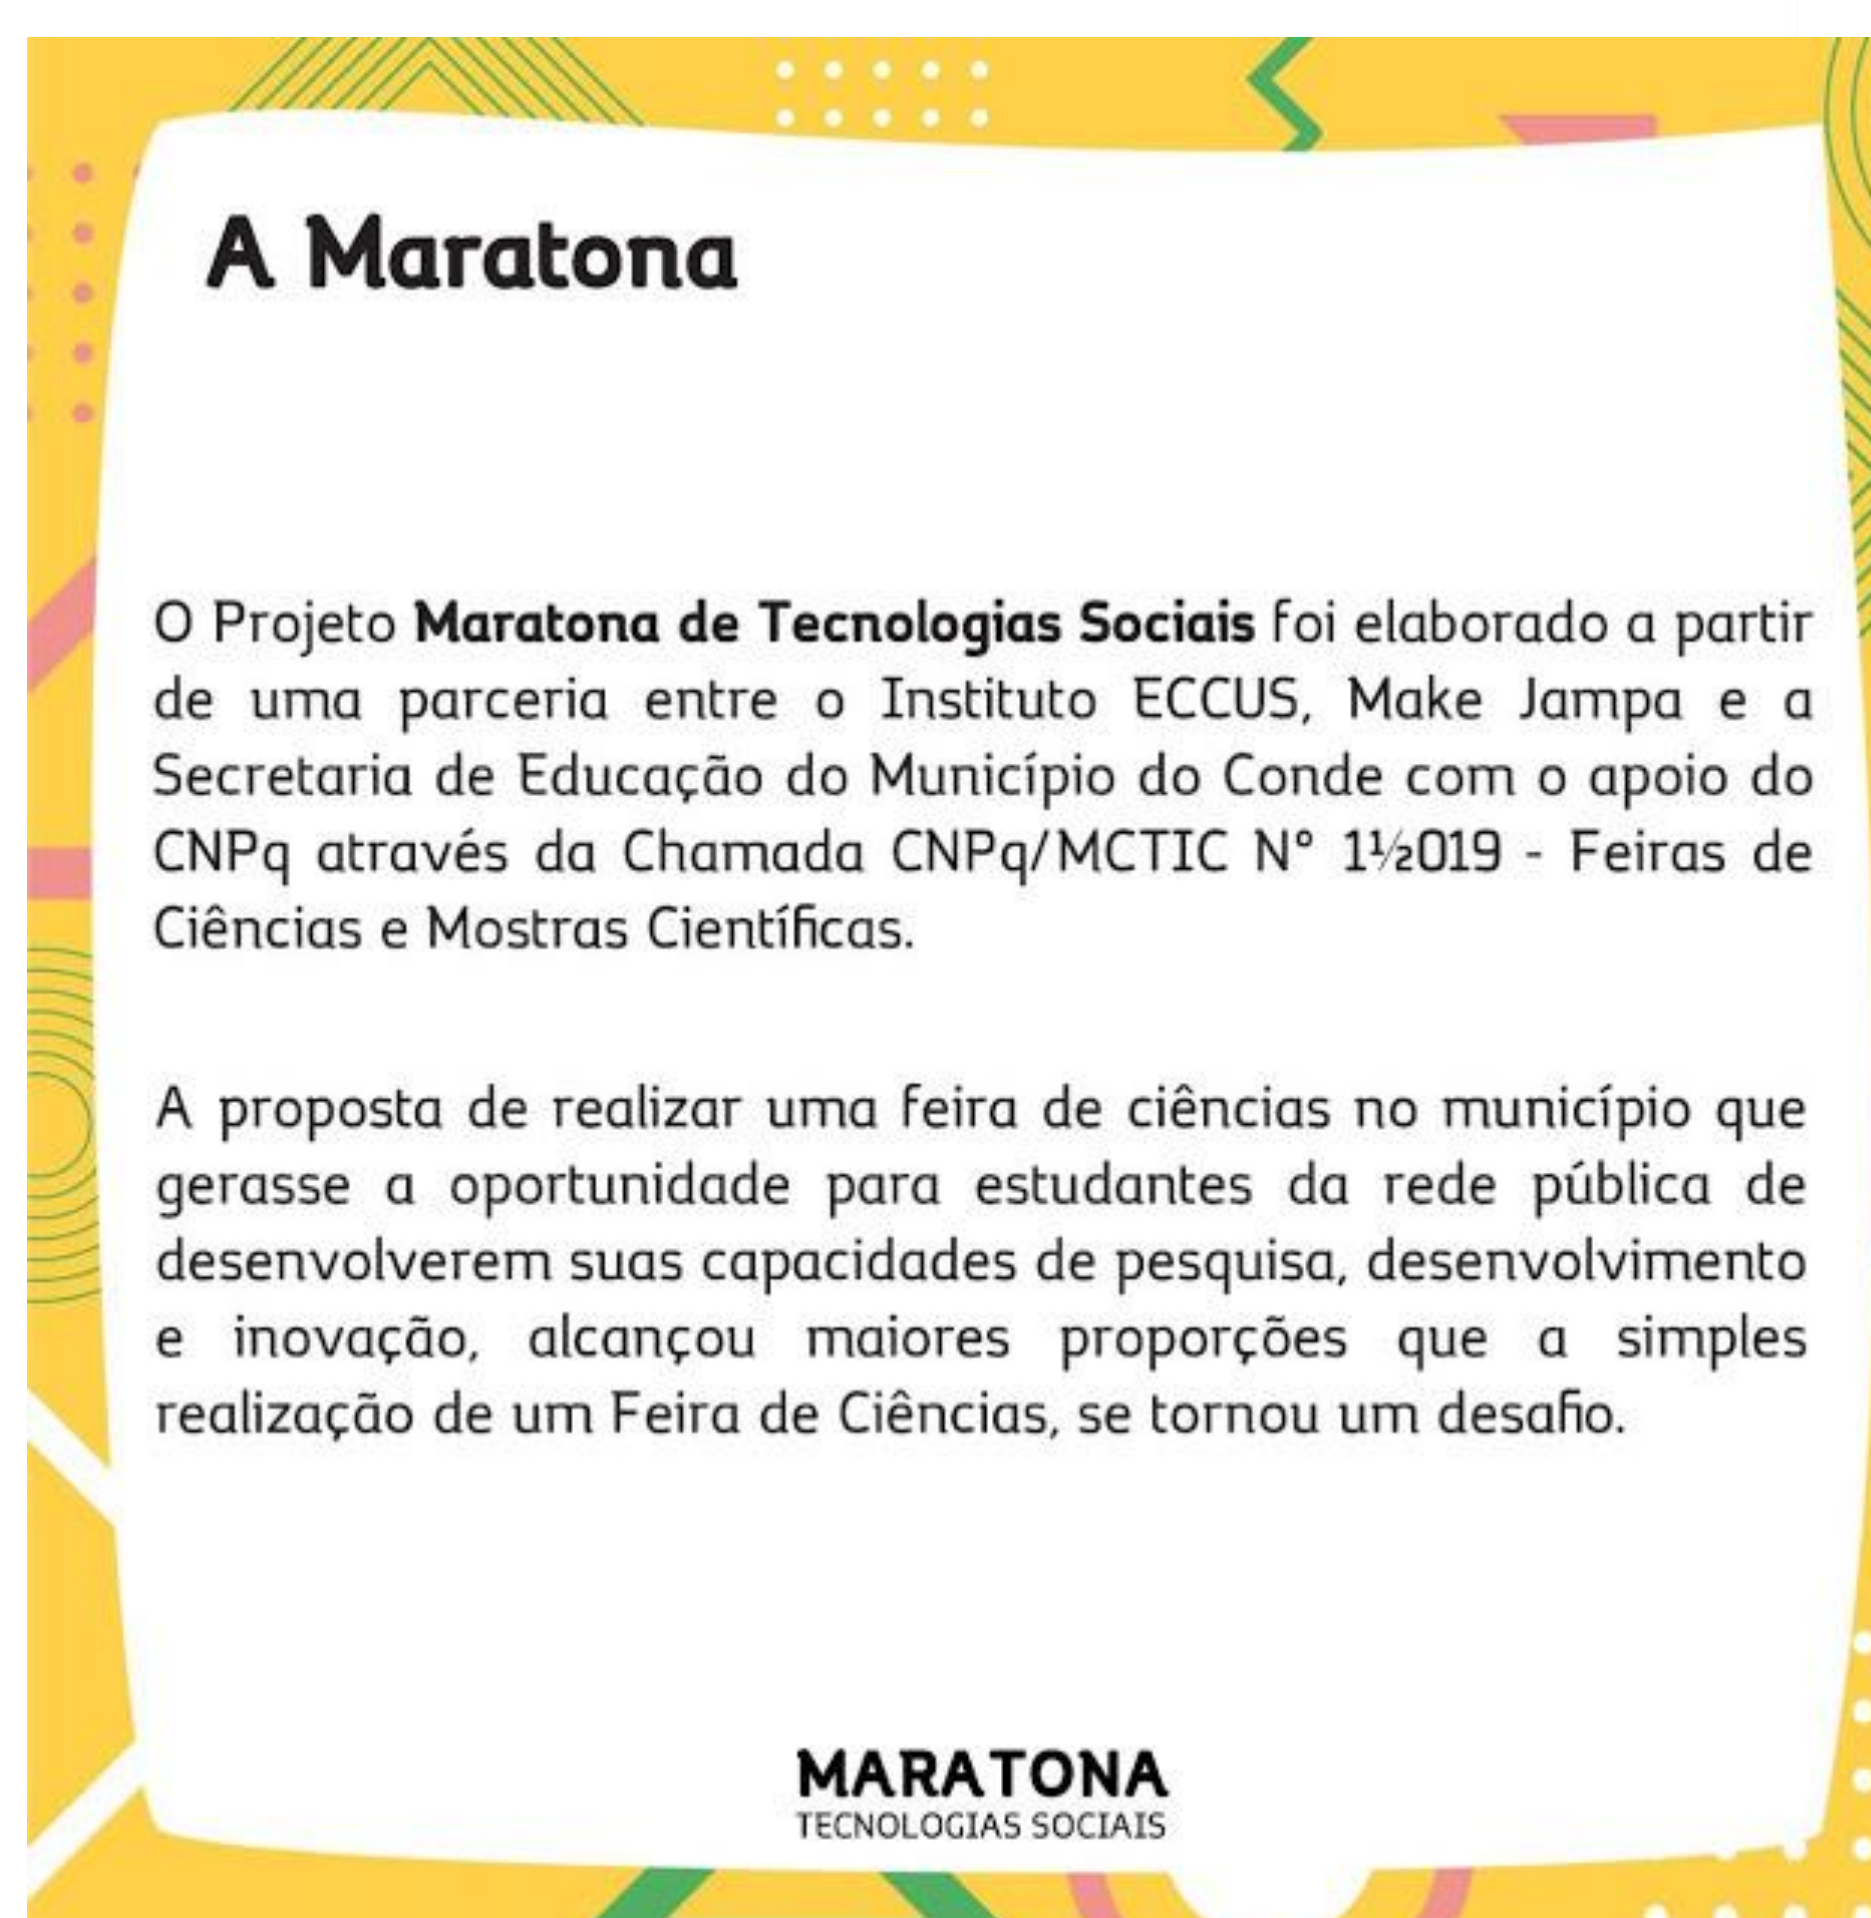 A Maratona
O Projeto Maratona de Tecnologias Sociais foi elaborado a partir
de uma parceria entre o Instituto ECCUS, Make Jampa e a
Secretaria de Educação do Município do Conde com o apoio do
CNPq através da Chamada CNPq/MCTIC N° 1½019 - Feiras de
Ciências e Mostras Científicas.
A proposta de realizar uma feira de ciências no município que
gerasse a oportunidade para estudantes da rede pública de
desenvolverem suas capacidades de pesquisa, desenvolvimento
e inovação, alcançou maiores proporções que a simples
realização de um Feira de Ciências, se tornou um desafio.
MARATONA
TECNOLOGIAS SOCIAIS